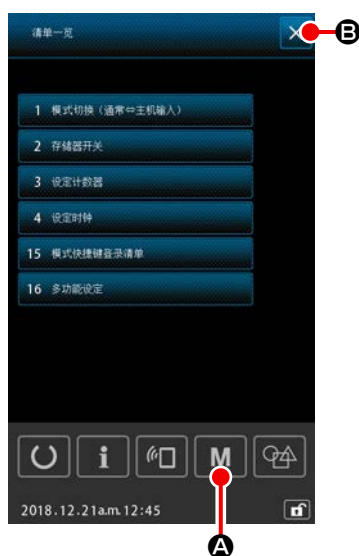 清单一览
B
1 模式切换（通常⇔主机输入）
2 存储器开关
3 设定计数器
4 设定时钟
15 模式快捷键登录清单
16 多功能设定
i M
2018.12.21a.m.12:45
A